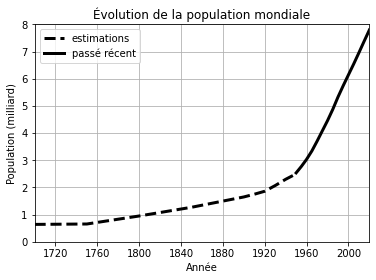 Évolution de la population mondiale
8
7
6
5
4
3
2
1
0
Population (milliard)
estimations
passé récent
1720 1760 1800 1840 1880 1920 1960 2000
Année